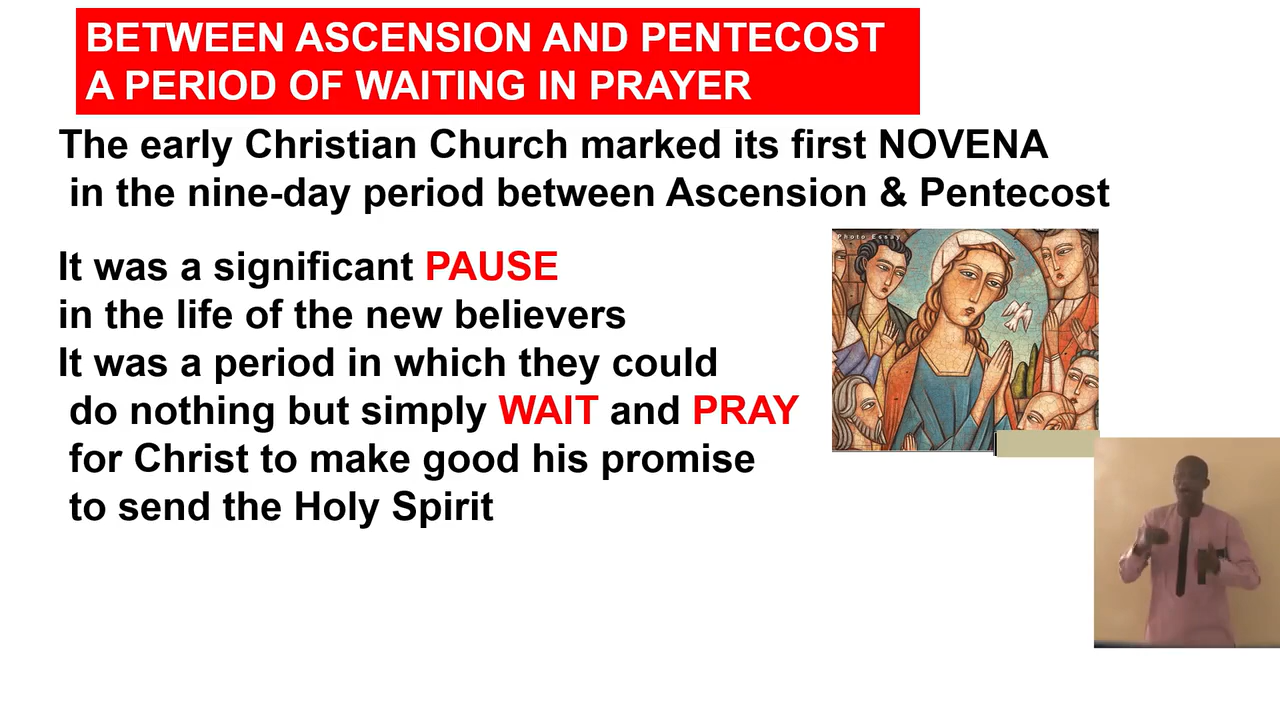 BETWEEN ASCENSION AND PENTECOST
A PERIOD OF WAITING IN PRAYER
The early Christian Church marked its first NOVENA
in the nine-day period between Ascension & Pentecost
Photo Essay
It was a significant PAUSE
in the life of the new believers
It was a period in which they could
do nothing but simply WAIT and PRAY
for Christ to make good his promise
to send the Holy Spirit